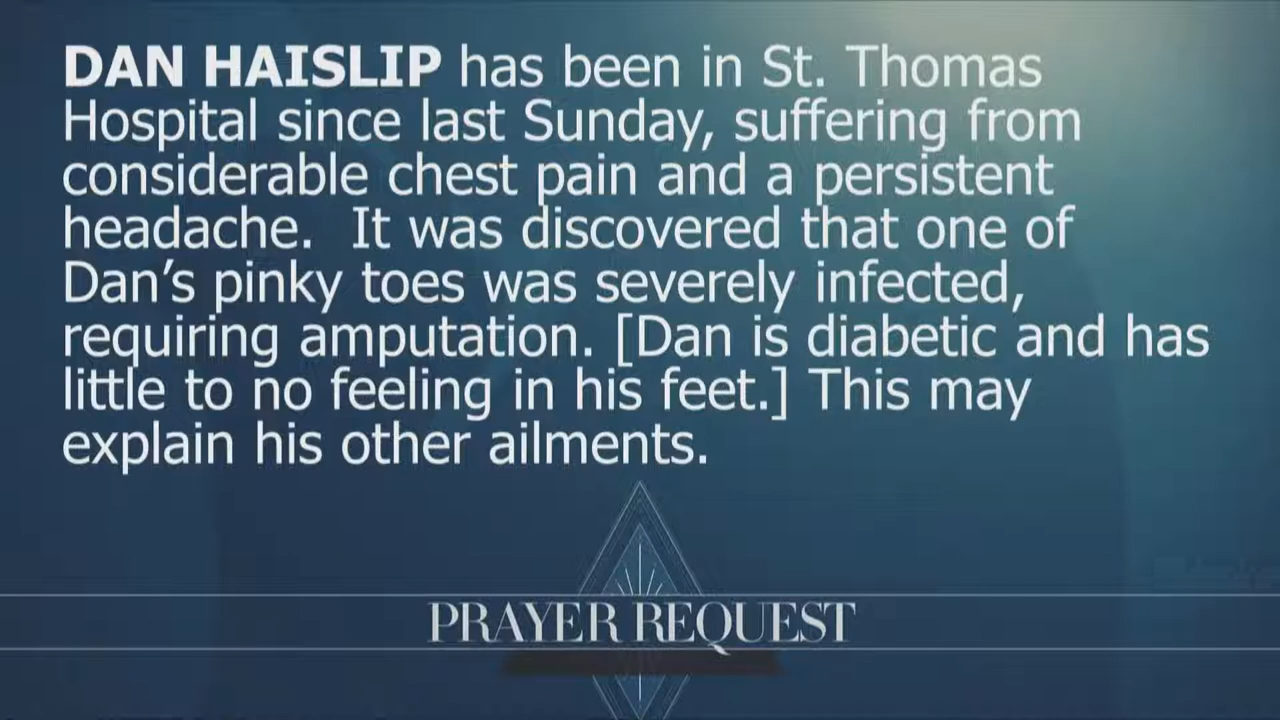 DAN HAISLIP has been in St. Thomas
Hospital since last Sunday, suffering from
considerable chest pain and a persistent
headache.  It was discovered that one of
Dan’s pinky toes was severely infected,
requiring amputation. [Dan is diabetic and has
little to no feeling in his feet.] This may
explain his other ailments.
PRAYER REQUEST